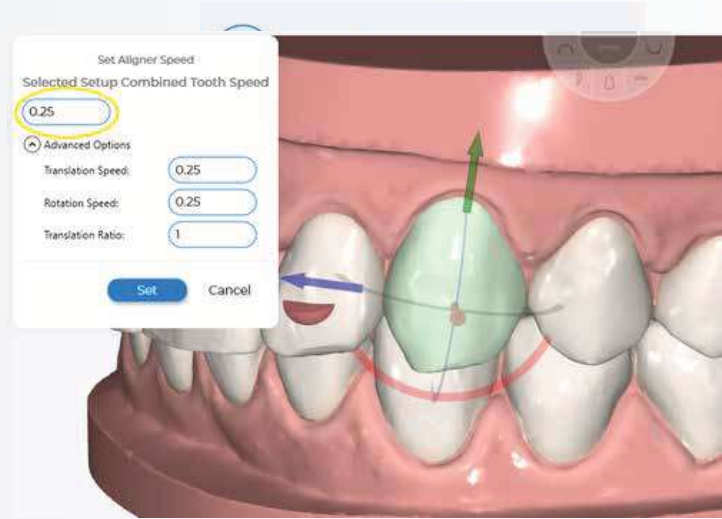 Set Aligner Speed
Selected Setup Combined Tooth Speed
0.25
Advanced Options
Translation Speed: 0.25
Rotation Speed: 0.25
Translation Ratio: 1
Set Cancel